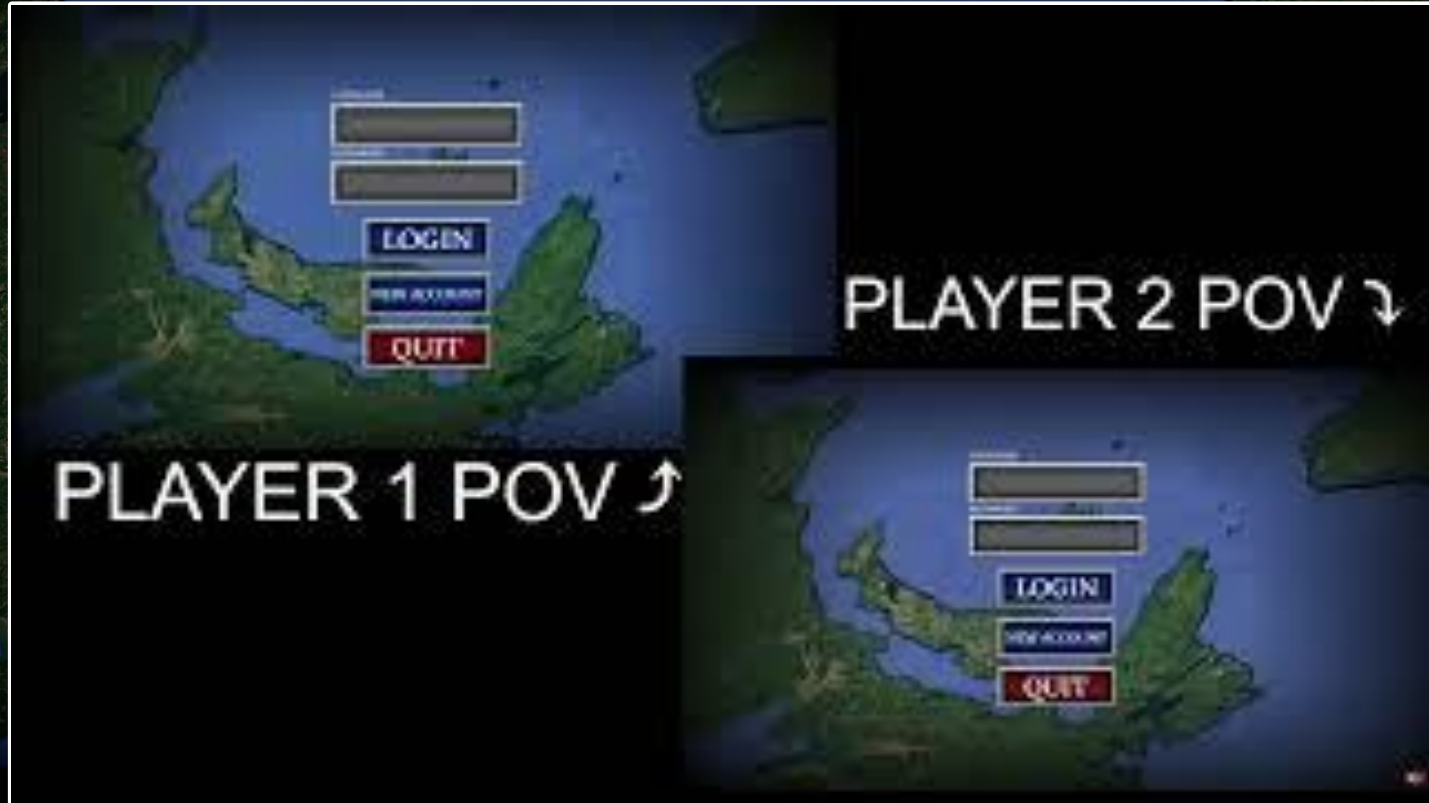 LOGIN
NEW ACCOUNT
QUIT
PLAYER 2 POV ⤵
PLAYER 1 POV ⤴
LOGIN
NEW ACCOUNT
QUIT